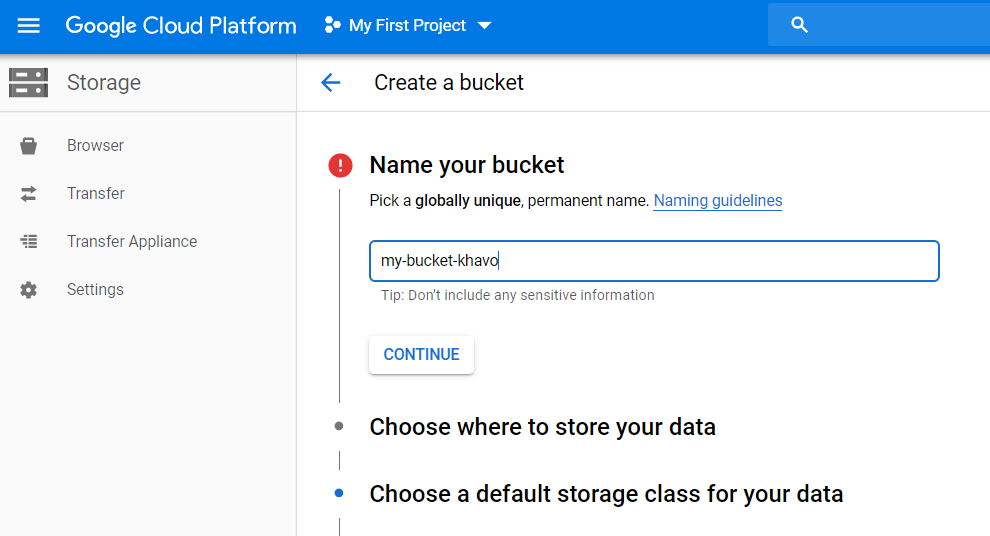 Google Cloud Platform
My First Project
Storage
Create a bucket
Browser
Transfer
Transfer Appliance
Settings
Name your bucket
Pick a globally unique, permanent name. Naming guidelines
my-bucket-khavo
Tip: Don't include any sensitive information
CONTINUE
Choose where to store your data
Choose a default storage class for your data